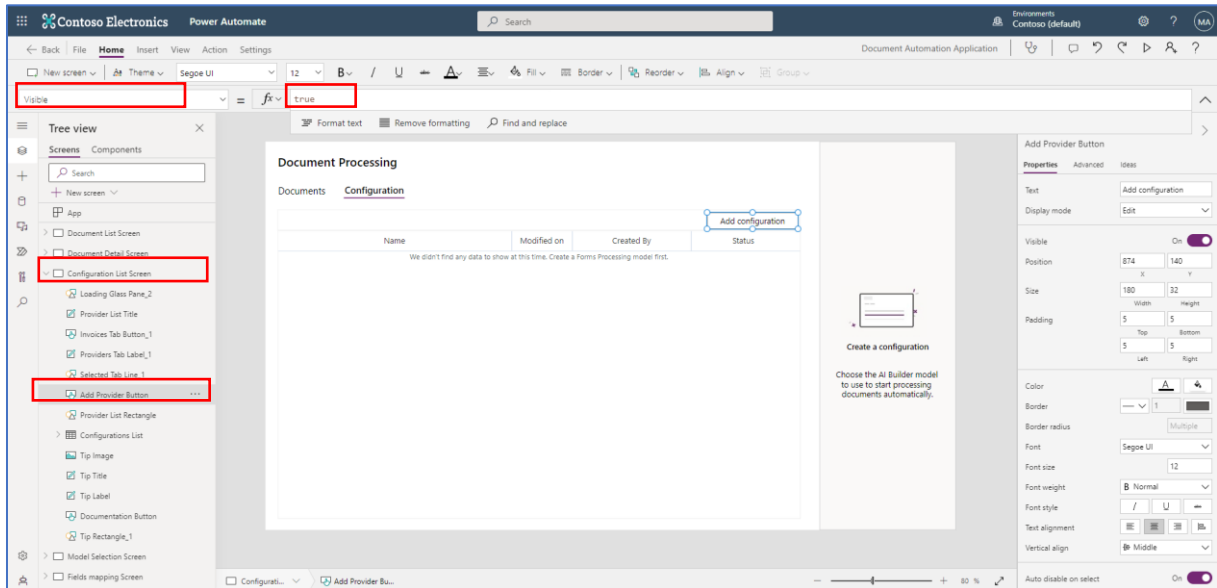 Contoso Electronics Power Automate
Search
Environments
Contoso (default)
MA
Back File Home Insert View Action Settings
Document Automation Application
New screen Theme Segoe UI 12 B / U A Fill Border Reorder Align Group
Visible = fx true
Format text Remove formatting Find and replace
Tree view
Screens Components
Search
New screen
App
Document List Screen
Document Detail Screen
Configuration List Screen
Loading Glass Pane_2
Provider List Title
Invoices Tab Button_1
Providers Tab Label_1
Selected Tab Line_1
Add Provider Button
Provider List Rectangle
Configurations List
Tip Image
Tip Title
Tip Label
Documentation Button
Tip Rectangle_1
Model Selection Screen
Fields mapping Screen
Document Processing
Documents Configuration
Add configuration
Name Modified on Created By Status
We didn't find any data to show at this time. Create a Forms Processing model first.
Create a configuration
Choose the AI Builder model
to use to start processing
documents automatically.
Configurati... Add Provider Bu...
80 %
Add Provider Button
Properties Advanced Ideas
Text Add configuration
Display mode Edit
Visible On
Position 874 140
X Y
Size 180 32
Width Height
Padding 5 5
Top Bottom
5 5
Left Right
Color
Border 1
Border radius Multiple
Font Segoe UI
Font size 12
Font weight B Normal
Font style / U
Text alignment
Vertical align Middle
Auto disable on select On